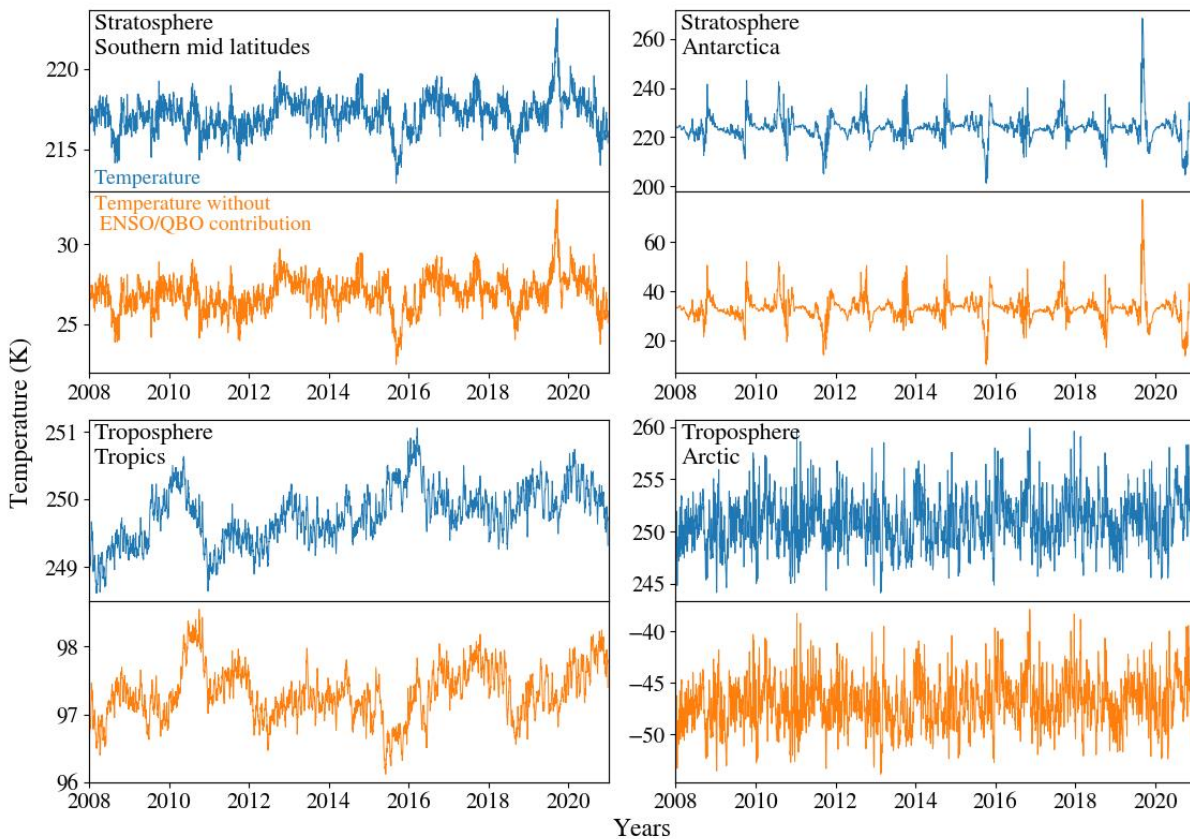 Stratosphere
Southern mid latitudes
220
215
Temperature
Temperature without
ENSO/QBO contribution
30
25
2008 2010 2012 2014 2016 2018 2020
Stratosphere
Antarctica
260
240
220
200
60
40
20
2008 2010 2012 2014 2016 2018 2020
Temperature (K)
Troposphere
Tropics
251
250
249
98
97
96
2008 2010 2012 2014 2016 2018 2020
Troposphere
Arctic
260
255
250
245
−40
−45
−50
2008 2010 2012 2014 2016 2018 2020
Years